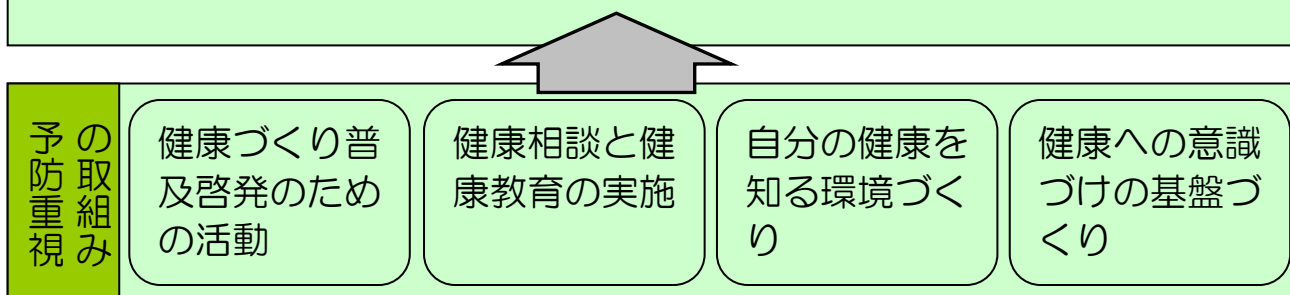 予防重視
の取組み
健康づくり普
及啓発のため
の活動
健康相談と健
康教育の実施
自分の健康を
知る環境づく
り
健康への意識
づけの基盤づ
くり